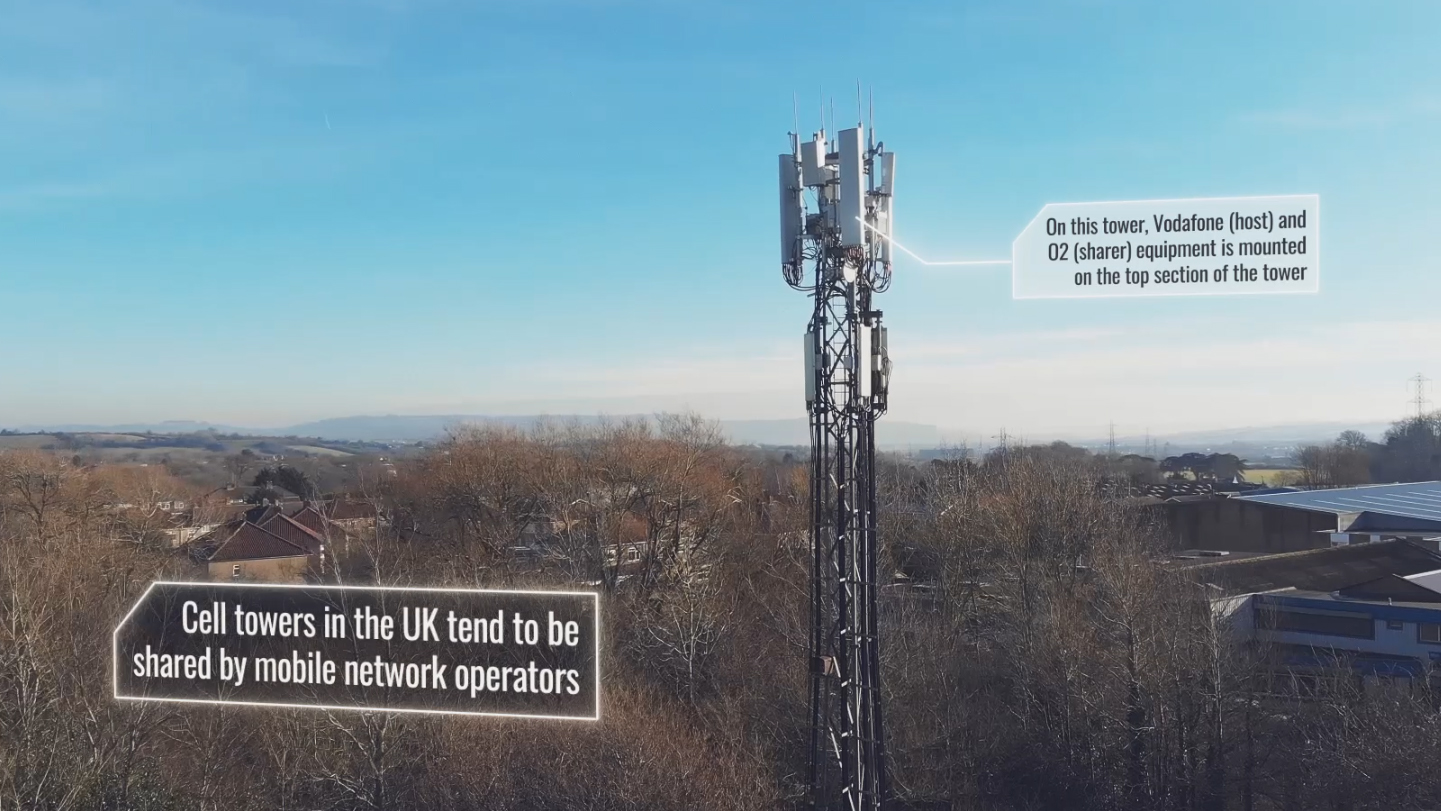 On this tower, Vodafone (host) and
O2 (sharer) equipment is mounted
on the top section of the tower
Cell towers in the UK tend to be
shared by mobile network operators